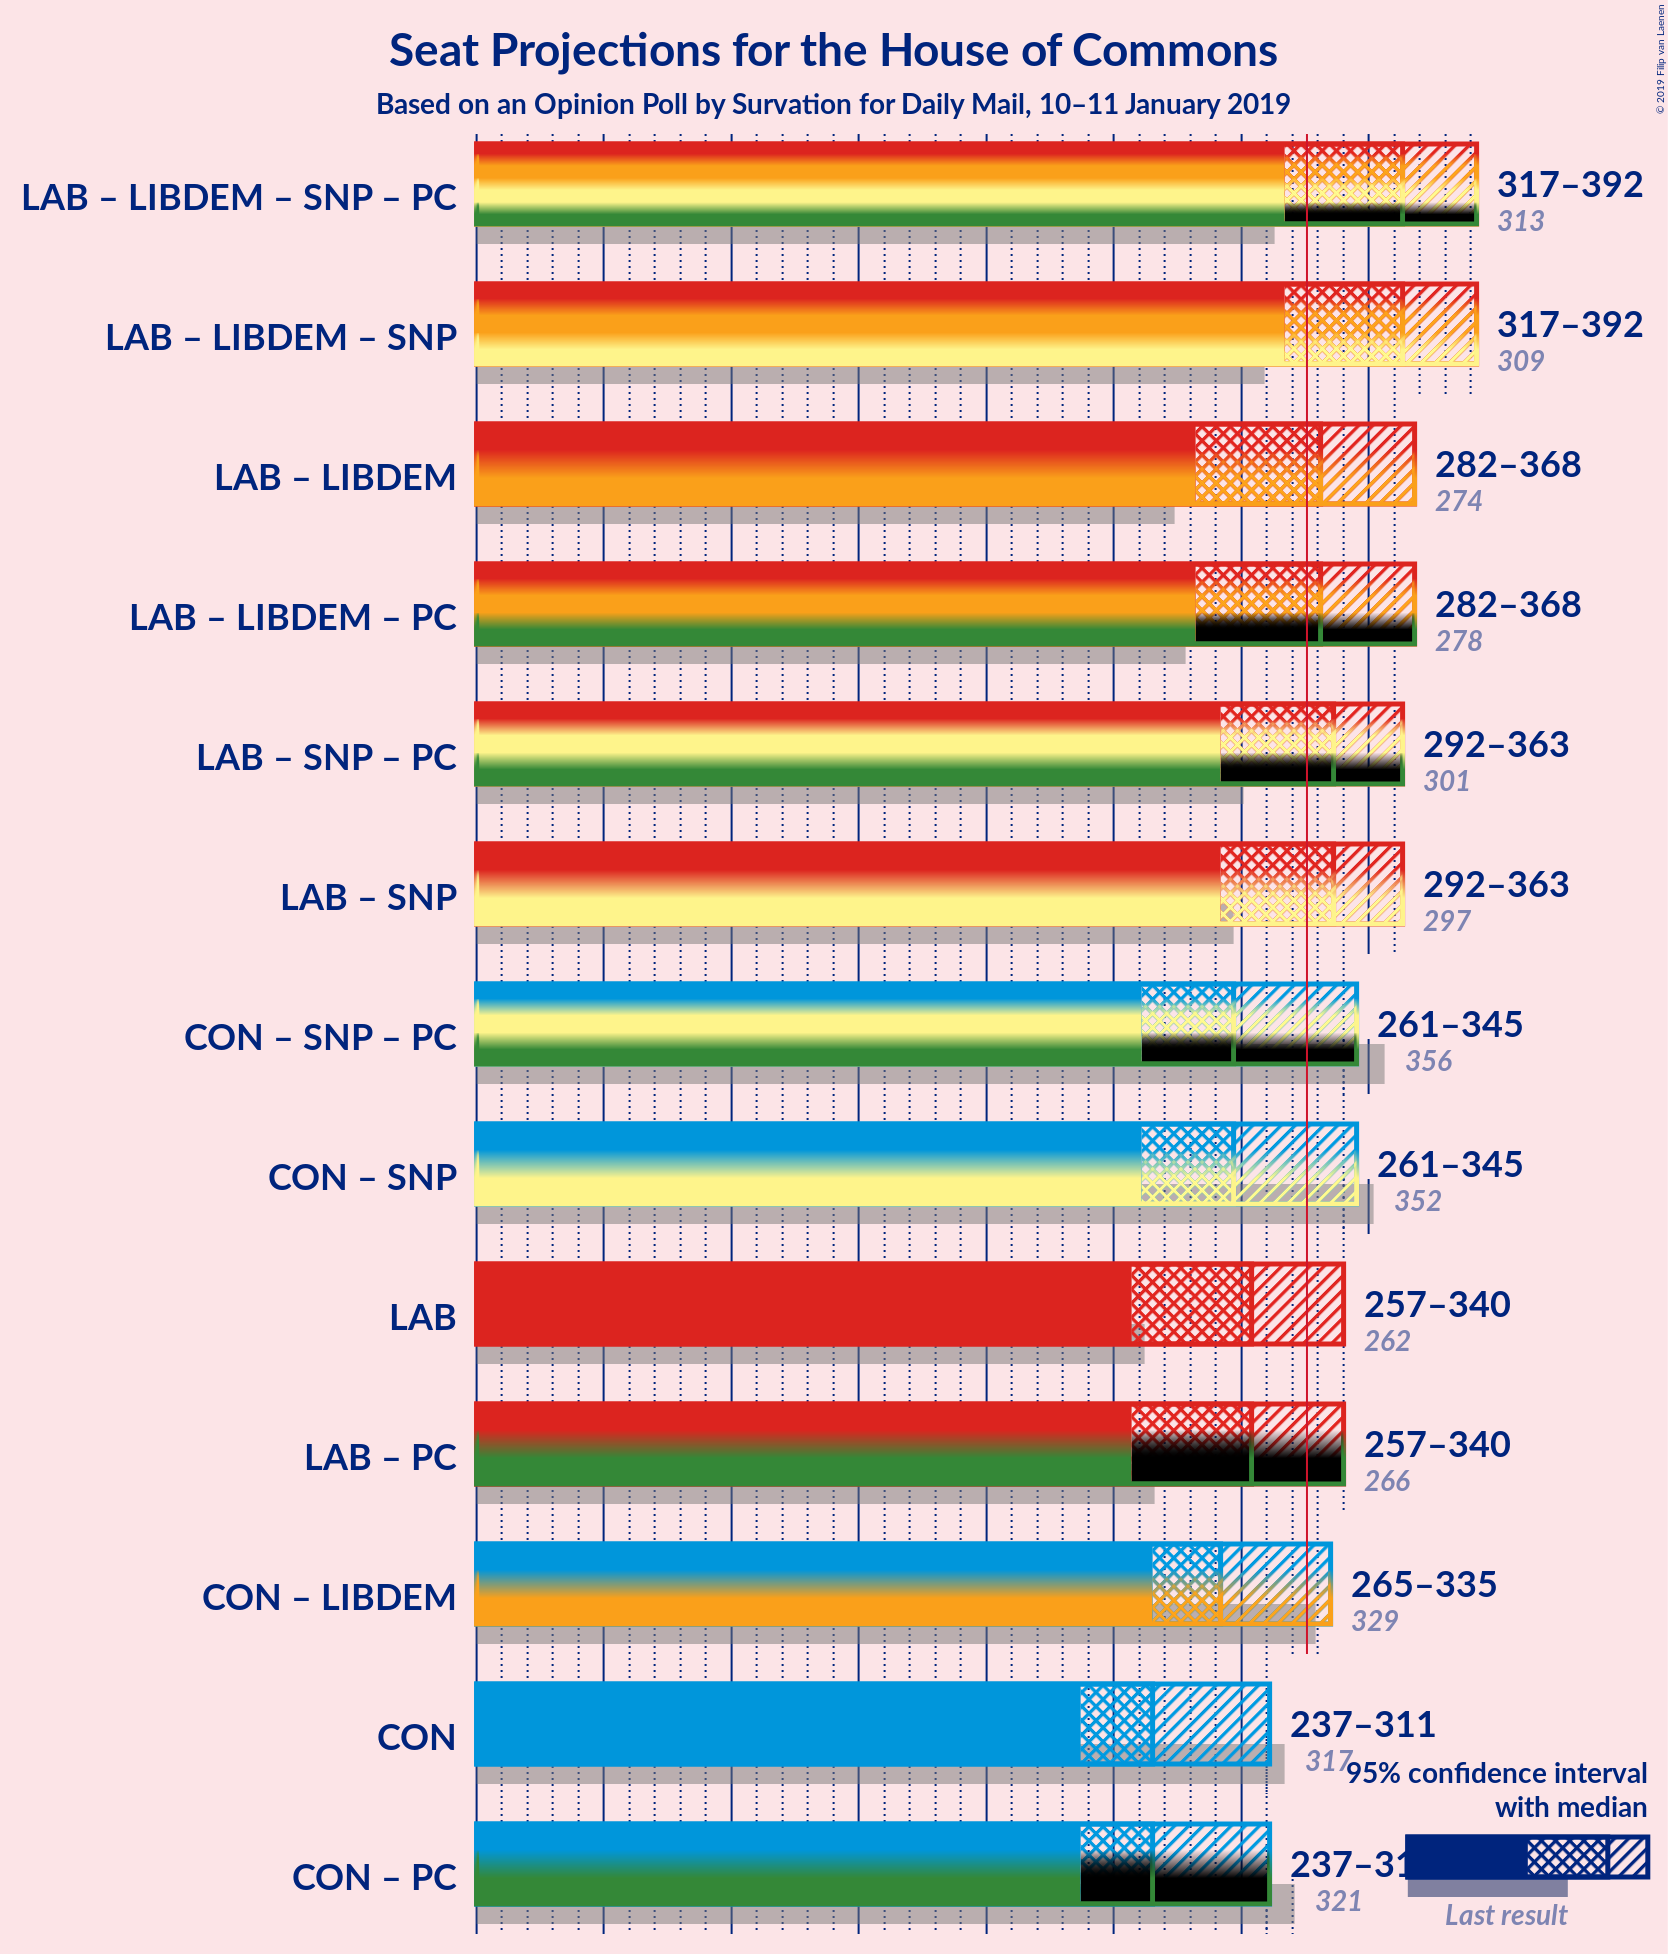 Seat Projections for the House of Commons
Based on an Opinion Poll by Survation for Daily Mail, 10–11 January 2019
© 2019 Filip van Laenen
LAB – LIBDEM – SNP – PC
317–392
313
LAB – LIBDEM – SNP
317–392
309
LAB – LIBDEM
282–368
274
LAB – LIBDEM – PC
282–368
278
LAB – SNP – PC
292–363
301
LAB – SNP
292–363
297
CON – SNP – PC
261–345
356
CON – SNP
261–345
352
LAB
257–340
262
LAB – PC
257–340
266
CON – LIBDEM
265–335
329
CON
237–311
317
CON – PC
321
95% confidence interval
with median
Last result